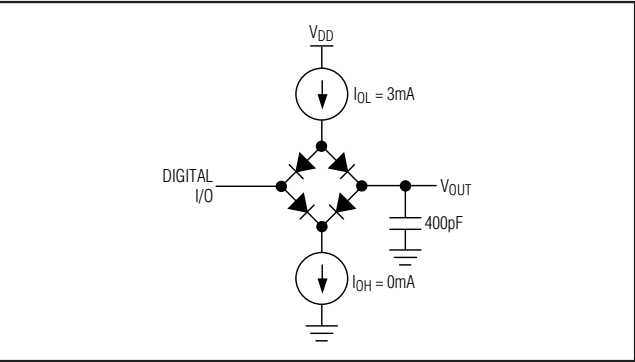 VDD
IOL = 3mA
DIGITAL
I/O
VOUT
400pF
IOH = 0mA